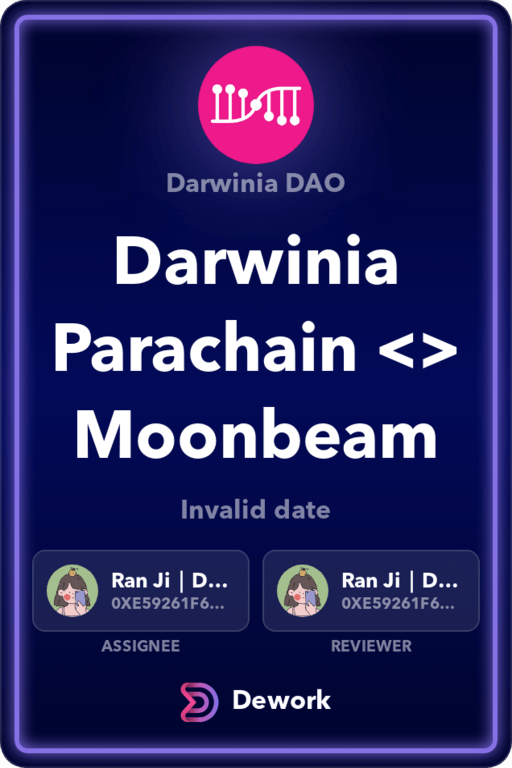 Darwinia DAO
Darwinia
Parachain <>
Moonbeam
Invalid date
Ran Ji | D...
0XE59261F6...
ASSIGNEE
Ran Ji | D...
0XE59261F6...
REVIEWER
Dework